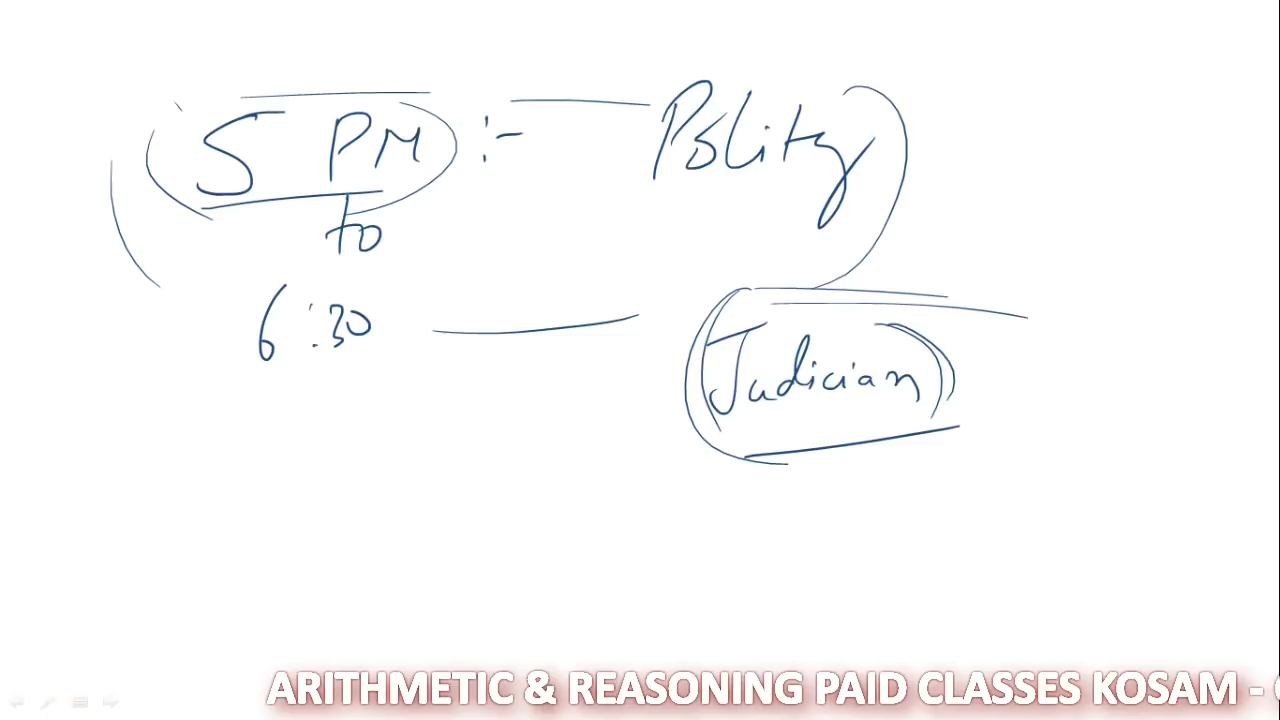 5 PM :- Polity
to
6:30 — Judiciary
ARITHMETIC & REASONING PAID CLASSES KOSAM -